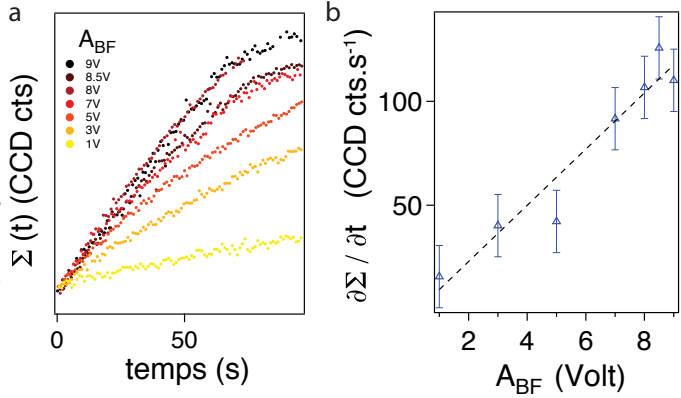 a
Σ (t) (CCD cts)
A_BF
9V
8.5V
8V
7V
5V
3V
1V
0
50
temps (s)
b
∂Σ / ∂t (CCD cts.s⁻¹)
100
50
2
4
6
8
A_BF (Volt)